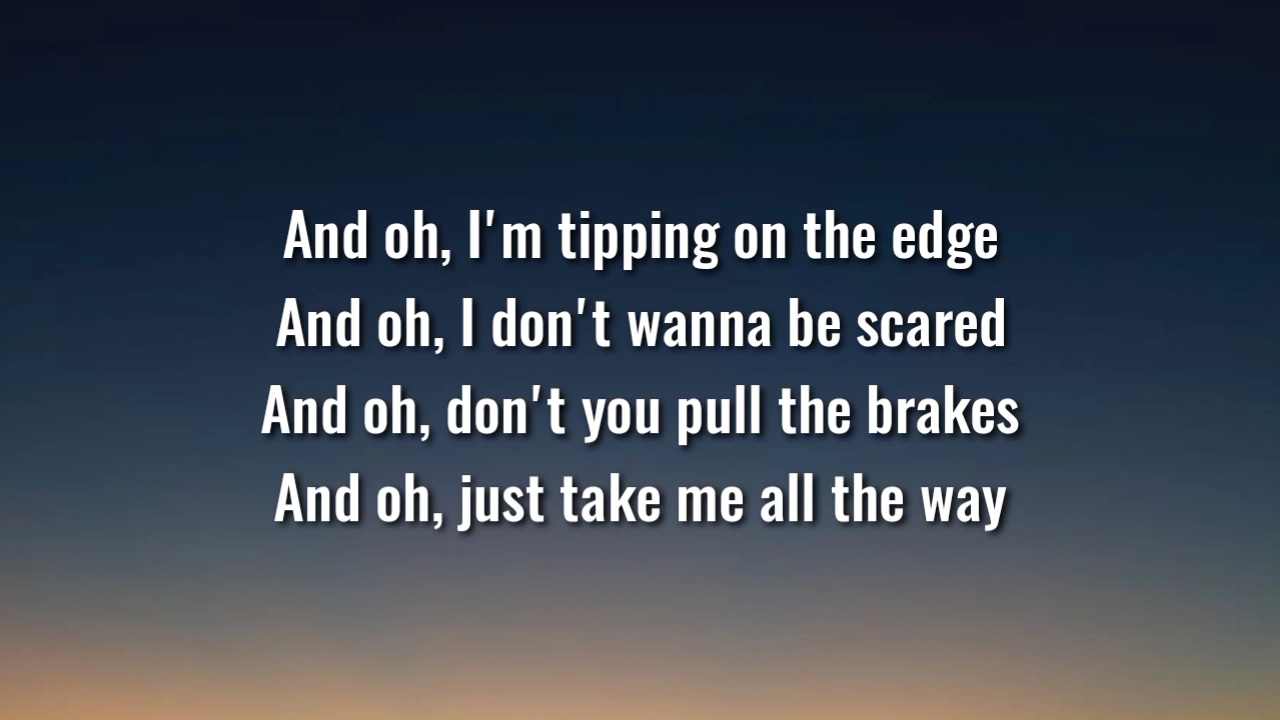 And oh, I'm tipping on the edge
And oh, I don't wanna be scared
And oh, don't you pull the brakes
And oh, just take me all the way